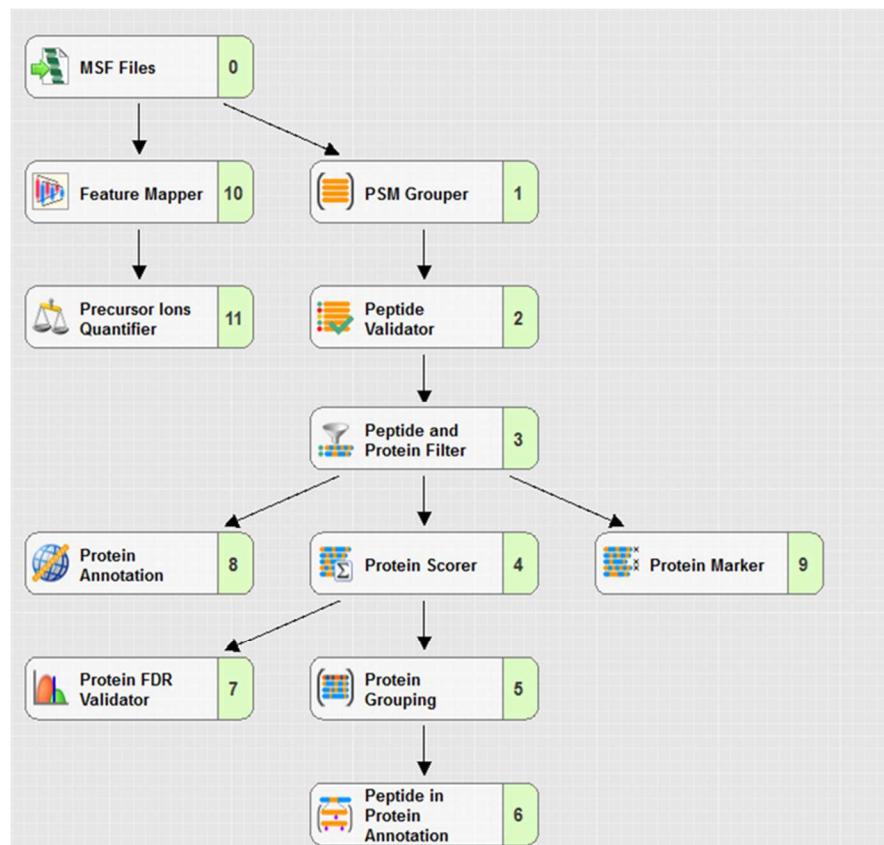 MSF Files 0
Feature Mapper 10
PSM Grouper 1
Precursor Ions
Quantifier 11
Peptide
Validator 2
Peptide and
Protein Filter 3
Protein
Annotation 8
Protein Scorer 4
Protein Marker 9
Protein FDR
Validator 7
Protein
Grouping 5
Peptide in
Protein 6
Annotation